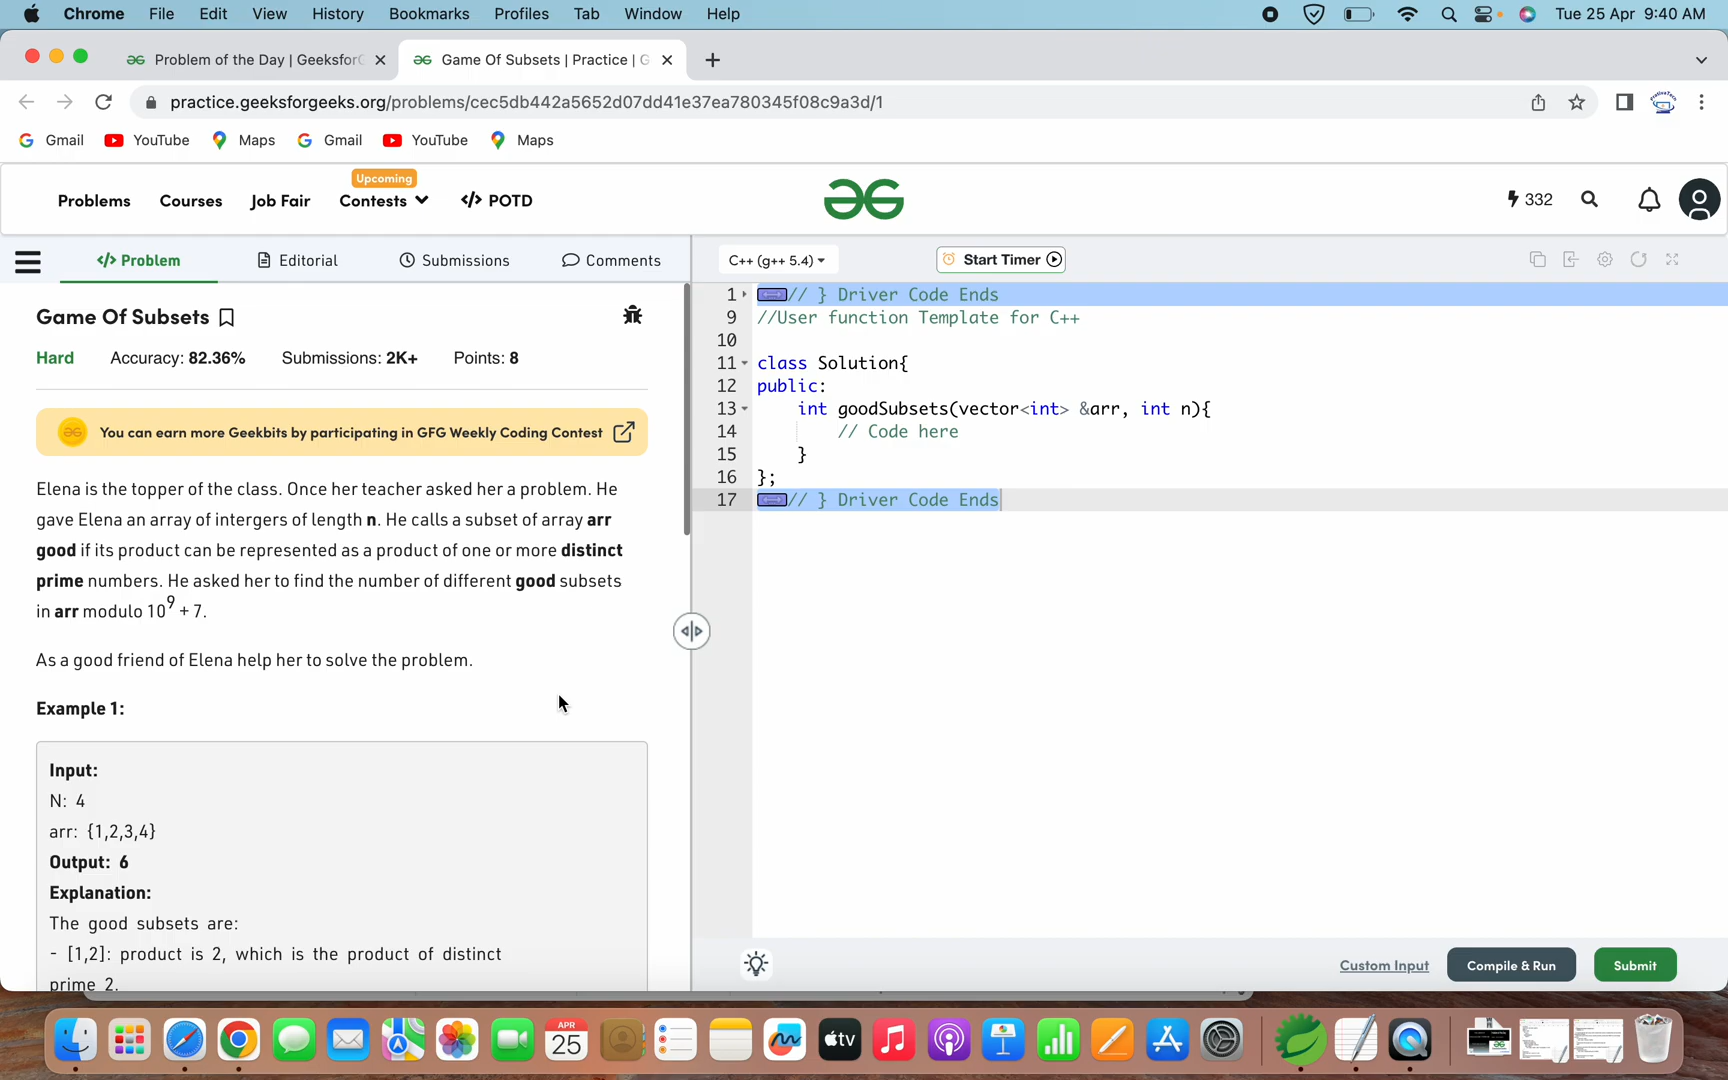 Chrome File Edit View History Bookmarks Profiles Tab Window Help Tue 25 Apr 9:40 AM
Problem of the Day | Geeksfor
Game Of Subsets | Practice | G
practice.geeksforgeeks.org/problems/cec5db442a5652d07dd41e37ea780345f08c9a3d/1
Gmail YouTube Maps Gmail YouTube Maps
Upcoming
Problems Courses Job Fair Contests </> POTD 332
</> Problem Editorial Submissions Comments
C++ (g++ 5.4) Start Timer
Game Of Subsets
Hard Accuracy: 82.36% Submissions: 2K+ Points: 8
You can earn more Geekbits by participating in GFG Weekly Coding Contest
Elena is the topper of the class. Once her teacher asked her a problem. He
gave Elena an array of intergers of length n. He calls a subset of array arr
good if its product can be represented as a product of one or more distinct
prime numbers. He asked her to find the number of different good subsets
in arr modulo 10⁹ + 7.
As a good friend of Elena help her to solve the problem.
Example 1:
Input:
N: 4
arr: {1,2,3,4}
Output: 6
Explanation:
The good subsets are:
- [1,2]: product is 2, which is the product of distinct
prime 2.
1 // } Driver Code Ends
9 //User function Template for C++
10
11 class Solution{
12 public:
13 int goodSubsets(vector<int> &arr, int n){
14 // Code here
15 }
16 };
17 // } Driver Code Ends
Custom Input Compile & Run Submit
APR
25
tv